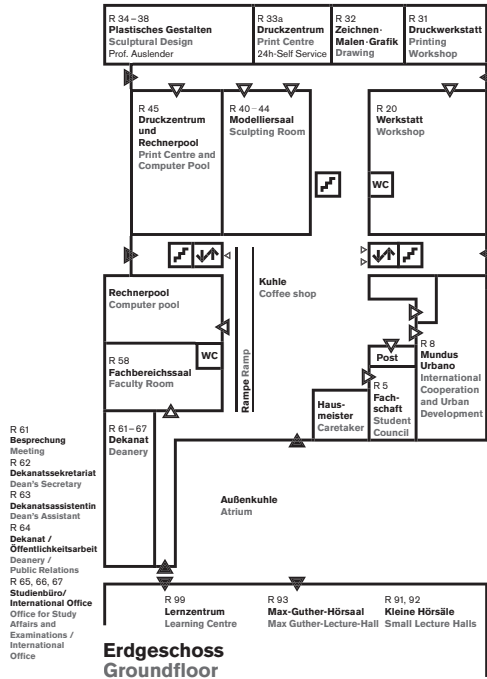 R 34–38
Plastisches Gestalten
Sculptural Design
Prof. Auslender
R 33a
Druckzentrum
Print Centre
24h-Self Service
R 32
Zeichnen·
Malen·Grafik
Drawing
R 31
Druckwerkstatt
Printing
Workshop
R 45
Druckzentrum
und
Rechnerpool
Print Centre and
Computer Pool
R 40–44
Modelliersaal
Sculpting Room
R 20
Werkstatt
Workshop
WC
Rechnerpool
Computer pool
Kuhle
Coffee shop
Rampe Ramp
WC
R 58
Fachbereichssaal
Faculty Room
Post
R 8
Mundus
Urbano
International
Cooperation
and Urban
Development
R 5
Fach-
schaft
Student
Council
Haus-
meister
Caretaker
R 61–67
Dekanat
Deanery
R 61
Besprechung
Meeting
R 62
Dekanatssekretariat
Dean's Secretary
R 63
Dekanatsassistentin
Dean's Assistant
R 64
Dekanat /
Öffentlichkeitsarbeit
Deanery /
Public Relations
R 65, 66, 67
Studienbüro/
International Office
Office for Study
Affairs and
Examinations /
International
Office
Außenkuhle
Atrium
R 99
Lernzentrum
Learning Centre
R 93
Max-Guther-Hörsaal
Max Guther-Lecture-Hall
R 91, 92
Kleine Hörsäle
Small Lecture Halls
Erdgeschoss
Groundfloor